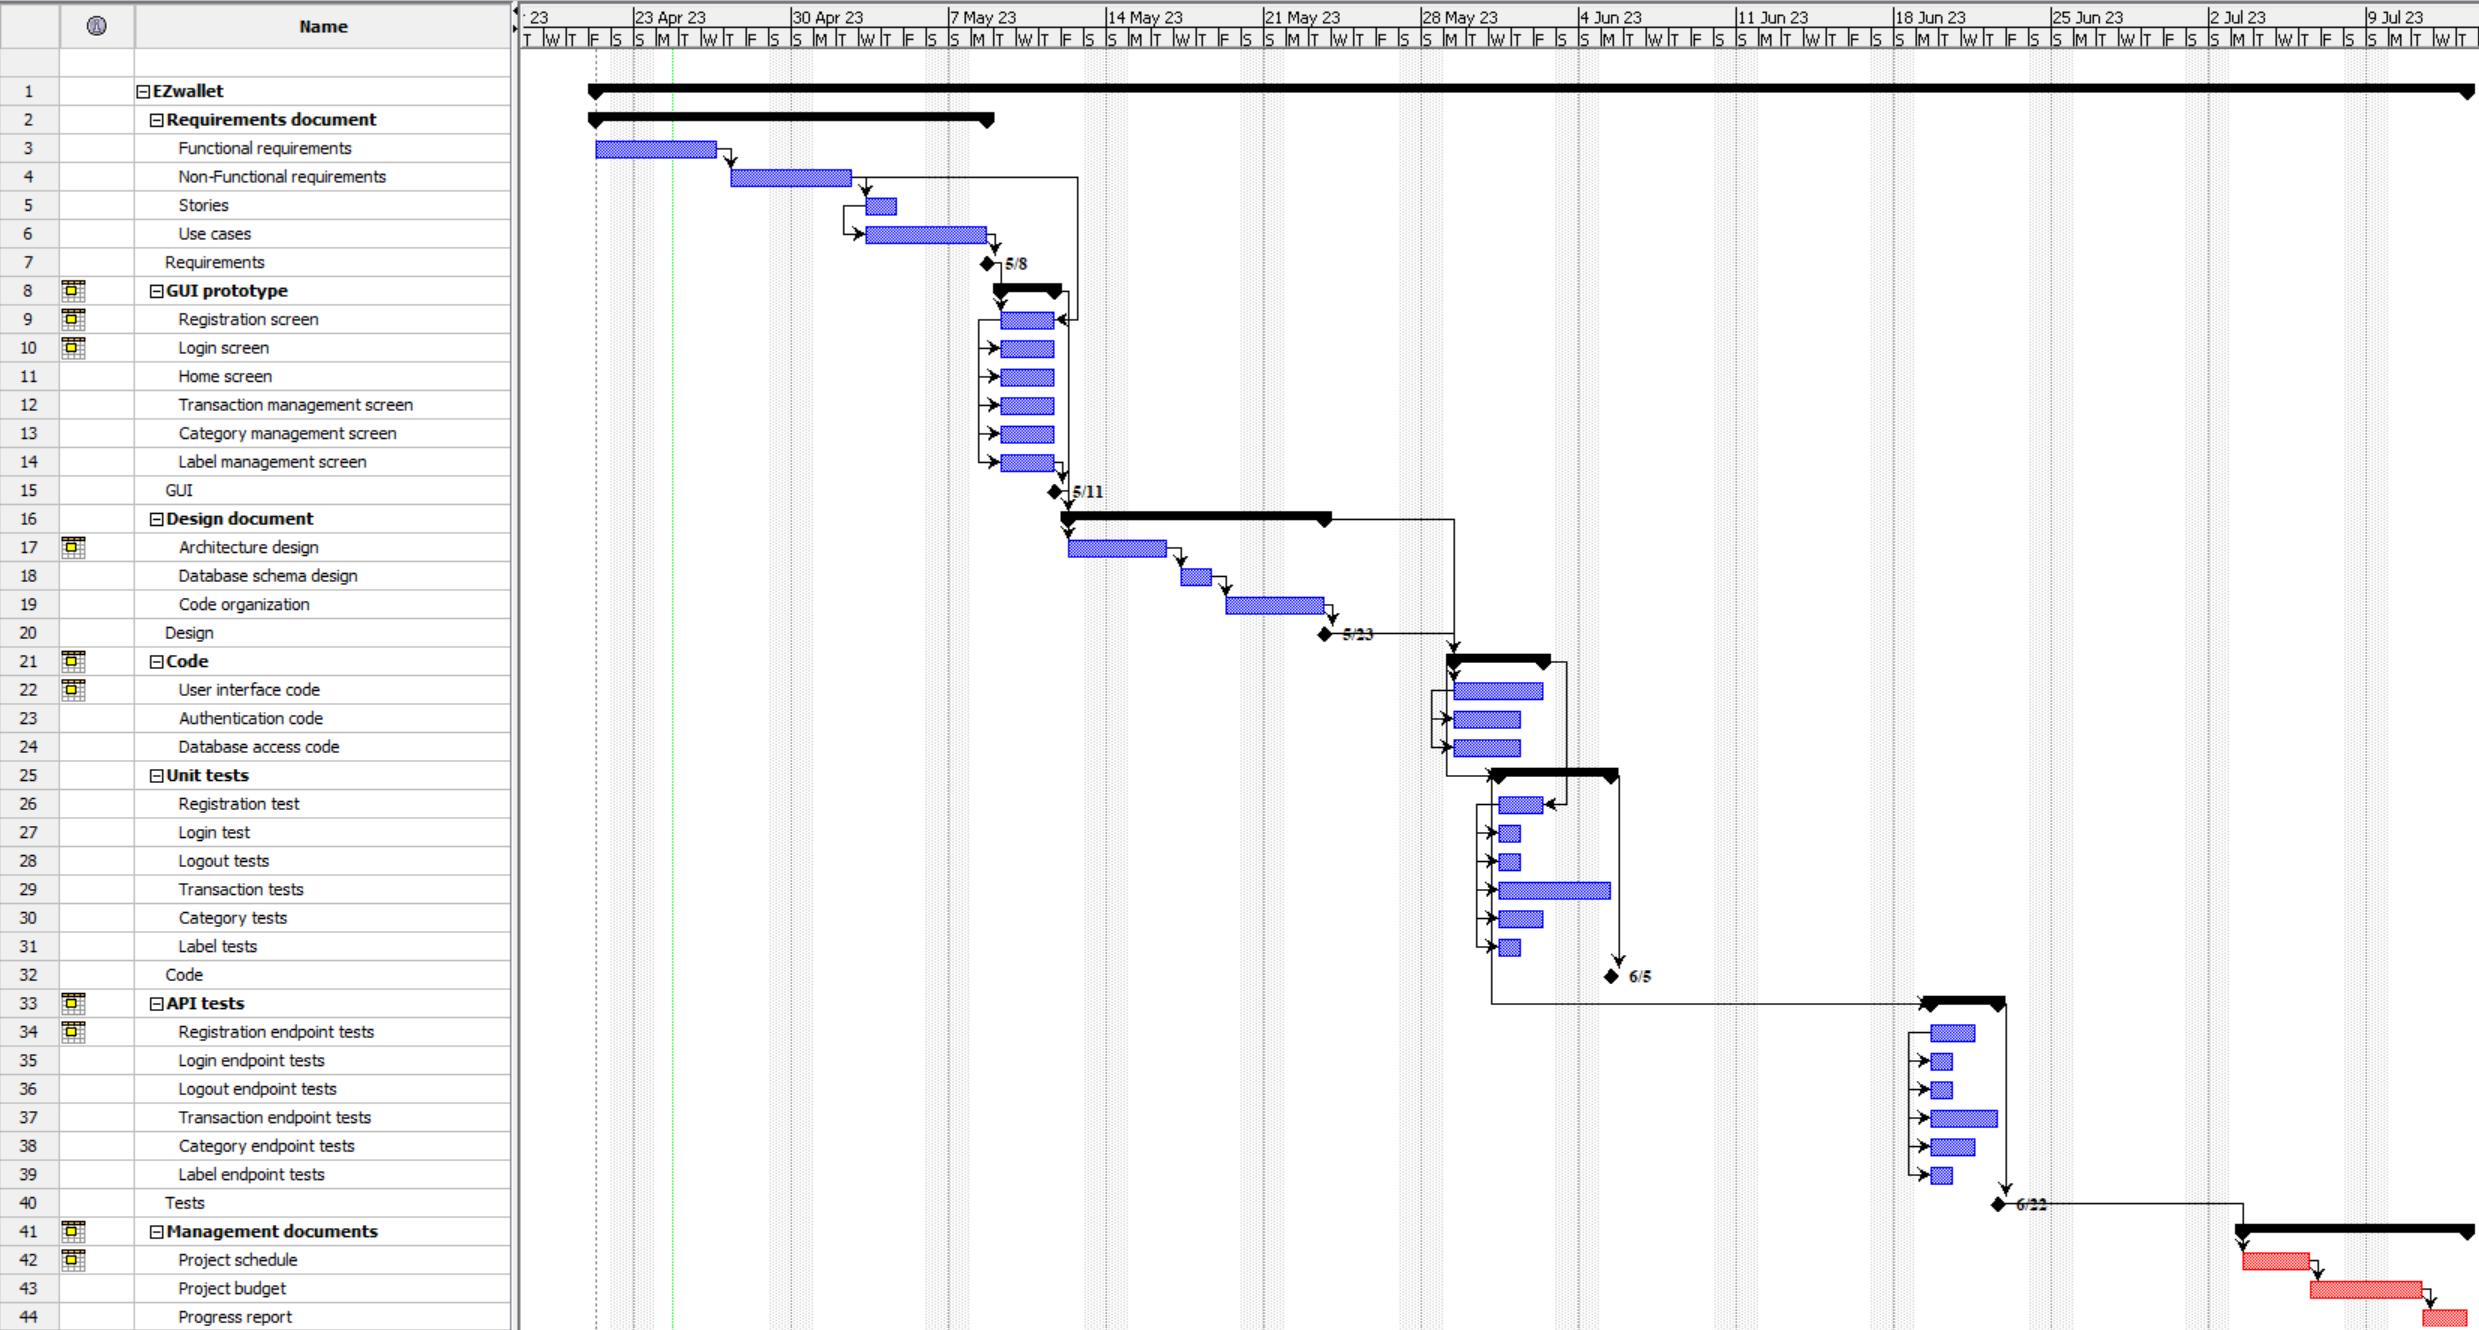 Name
23 23 Apr 23 30 Apr 23 7 May 23 14 May 23 21 May 23 28 May 23 4 Jun 23 11 Jun 23 18 Jun 23 25 Jun 23 2 Jul 23 9 Jul 23
T W T F S S M T W T F S S M T W T F S S M T W T F S S M T W T F S S M T W T F S S M T W T F S S M T W T F S S M T W T F S S M T W T F S S M T W T F S S M T W T F S S M T W T
1 EZwallet
2 Requirements document
3 Functional requirements
4 Non-Functional requirements
5 Stories
6 Use cases
7 Requirements 5/8
8 GUI prototype
9 Registration screen
10 Login screen
11 Home screen
12 Transaction management screen
13 Category management screen
14 Label management screen
15 GUI 5/11
16 Design document
17 Architecture design
18 Database schema design
19 Code organization
20 Design 5/23
21 Code
22 User interface code
23 Authentication code
24 Database access code
25 Unit tests
26 Registration test
27 Login test
28 Logout tests
29 Transaction tests
30 Category tests
31 Label tests
32 Code 6/5
33 API tests
34 Registration endpoint tests
35 Login endpoint tests
36 Logout endpoint tests
37 Transaction endpoint tests
38 Category endpoint tests
39 Label endpoint tests
40 Tests 6/22
41 Management documents
42 Project schedule
43 Project budget
44 Progress report